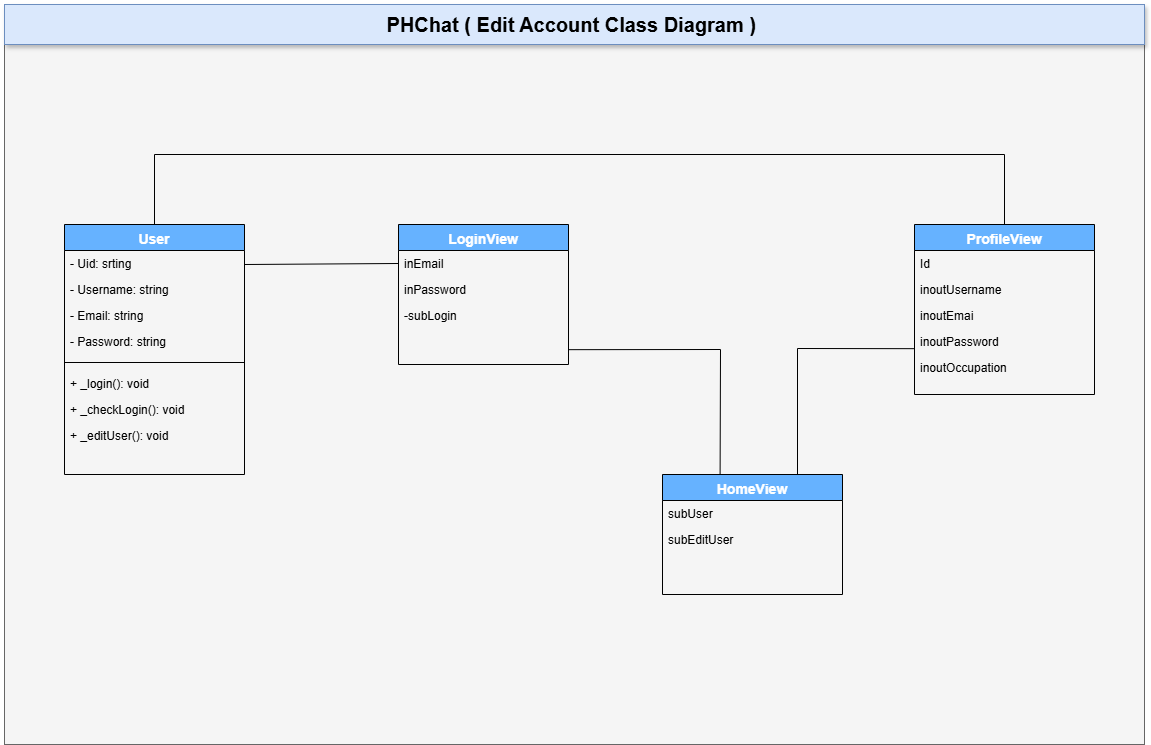 PHChat ( Edit Account Class Diagram )
User
- Uid: srting
- Username: string
- Email: string
- Password: string
+ _login(): void
+ _checkLogin(): void
+ _editUser(): void
LoginView
inEmail
inPassword
-subLogin
ProfileView
Id
inoutUsername
inoutEmai
inoutPassword
inoutOccupation
HomeView
subUser
subEditUser